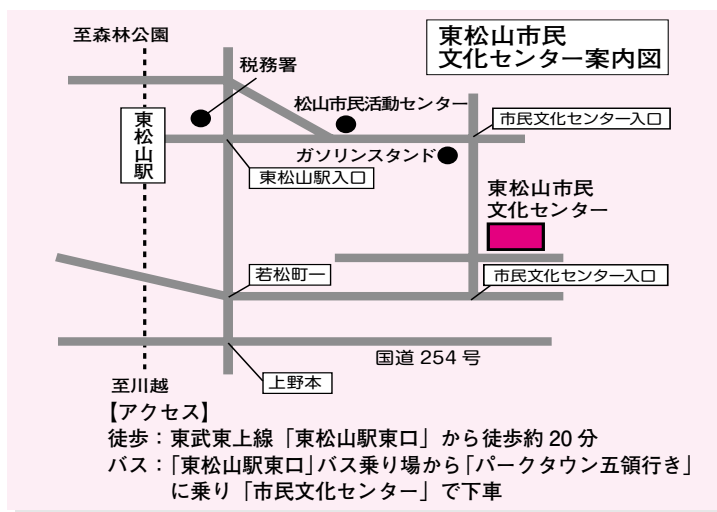 至森林公園
東松山市民
文化センター案内図
税務署
松山市民活動センター
市民文化センター入口
東松山駅
ガソリンスタンド
東松山駅入口
東松山市民
文化センター
若松町一
市民文化センター入口
国道254号
上野本
至川越
【アクセス】
徒歩:東武東上線「東松山駅東口」から徒歩約20分
バス:「東松山駅東口」バス乗り場から「パークタウン五領行き」
に乗り「市民文化センター」で下車